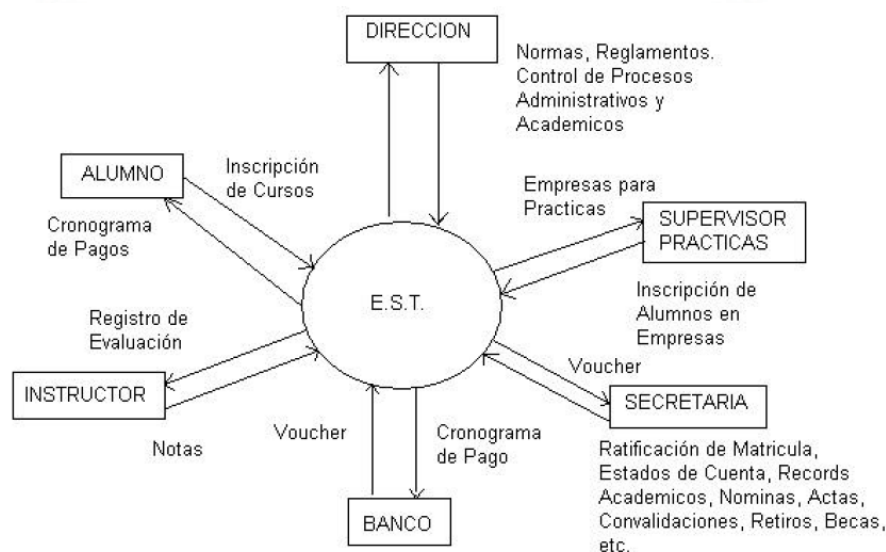 DIRECCION
Normas, Reglamentos.
Control de Procesos
Administrativos y
Academicos
ALUMNO
Inscripción
de Cursos
Cronograma
de Pagos
Empresas para
Practicas
SUPERVISOR
PRACTICAS
E.S.T.
Inscripción de
Alumnos en
Empresas
Registro de
Evaluación
INSTRUCTOR
Notas
Voucher
Cronograma
de Pago
BANCO
Voucher
SECRETARIA
Ratificación de Matricula,
Estados de Cuenta, Records
Academicos, Nominas, Actas,
Convalidaciones, Retiros, Becas,
etc.